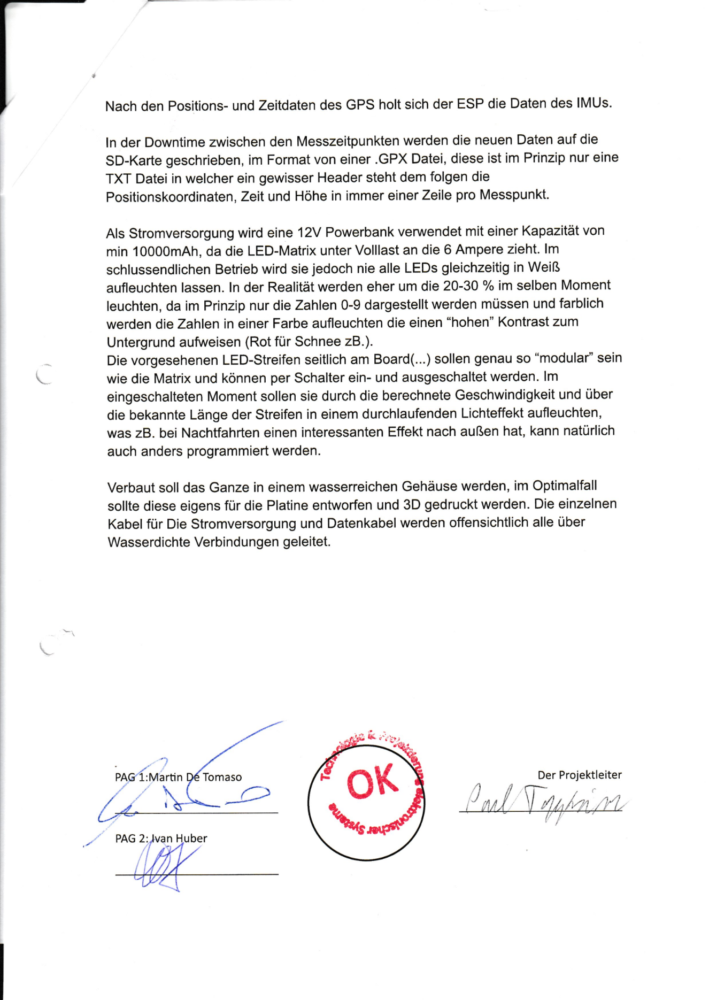 Nach den Positions- und Zeitdaten des GPS holt sich der ESP die Daten des IMUs.
In der Downtime zwischen den Messzeitpunkten werden die neuen Daten auf die
SD-Karte geschrieben, im Format von einer .GPX Datei, diese ist im Prinzip nur eine
TXT Datei in welcher ein gewisser Header steht dem folgen die
Positionskoordinaten, Zeit und Höhe in immer einer Zeile pro Messpunkt.
Als Stromversorgung wird eine 12V Powerbank verwendet mit einer Kapazität von
min 10000mAh, da die LED-Matrix unter Volllast an die 6 Ampere zieht. Im
schlussendlichen Betrieb wird sie jedoch nie alle LEDs gleichzeitig in Weiß
aufleuchten lassen. In der Realität werden eher um die 20-30 % im selben Moment
leuchten, da im Prinzip nur die Zahlen 0-9 dargestellt werden müssen und farblich
werden die Zahlen in einer Farbe aufleuchten die einen “hohen” Kontrast zum
Untergrund aufweisen (Rot für Schnee zB.).
Die vorgesehenen LED-Streifen seitlich am Board(...) sollen genau so “modular” sein
wie die Matrix und können per Schalter ein- und ausgeschaltet werden. Im
eingeschalteten Moment sollen sie durch die berechnete Geschwindigkeit und über
die bekannte Länge der Streifen in einem durchlaufenden Lichteffekt aufleuchten,
was zB. bei Nachtfahrten einen interessanten Effekt nach außen hat, kann natürlich
auch anders programmiert werden.
Verbaut soll das Ganze in einem wasserreichen Gehäuse werden, im Optimalfall
sollte diese eigens für die Platine entworfen und 3D gedruckt werden. Die einzelnen
Kabel für Die Stromversorgung und Datenkabel werden offensichtlich alle über
Wasserdichte Verbindungen geleitet.
PAG 1:Martin De Tomaso
Technologie & Projektierung elektronischer Systeme
OK
Der Projektleiter
PAG 2: Ivan Huber